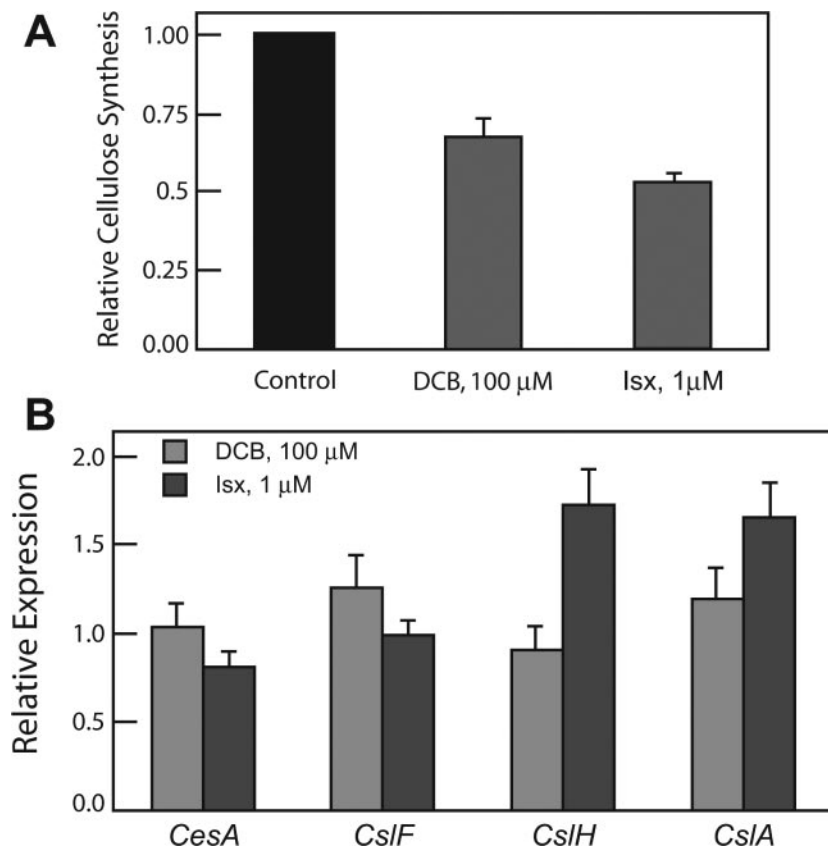 A
Relative Cellulose Synthesis
1.00
0.75
0.5
0.25
0.00
Control
DCB, 100 μM
Isx, 1μM
B
Relative Expression
DCB, 100 μM
Isx, 1 μM
2.0
1.5
1.0
0.5
0.0
CesA
CslF
CslH
CslA